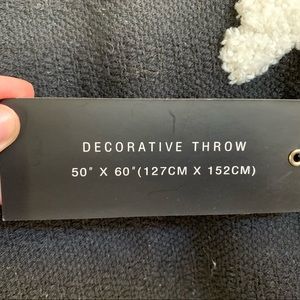 DECORATIVE THROW
50" X 60"(127CM X 152CM)